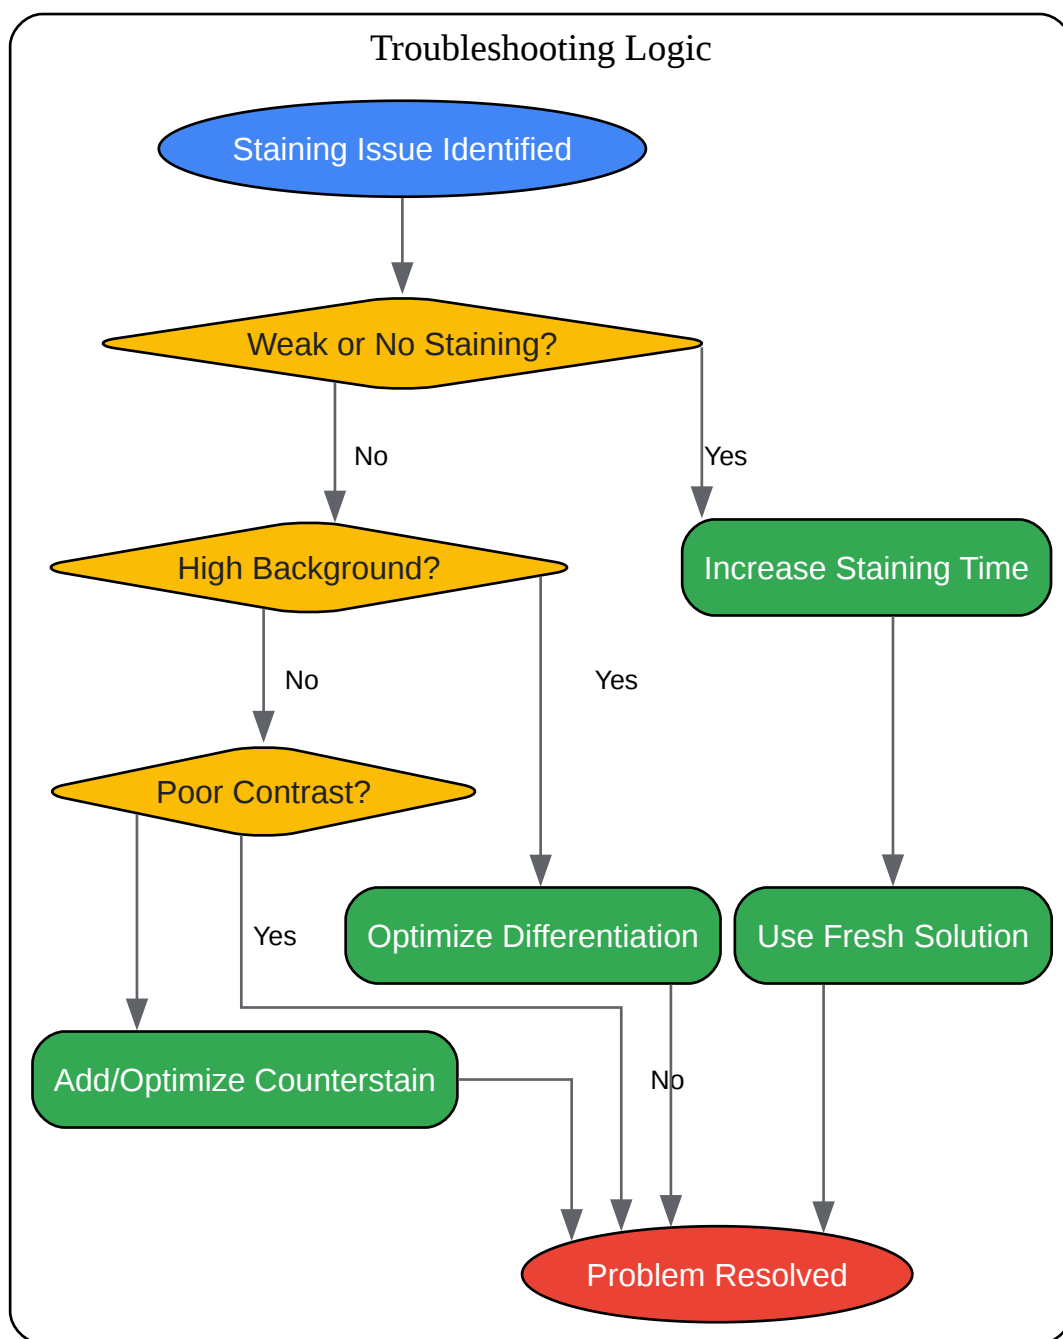 Troubleshooting Logic
Staining Issue Identified
Weak or No Staining?
No
Yes
High Background?
Increase Staining Time
No
Yes
Poor Contrast?
Yes
Optimize Differentiation
Use Fresh Solution
Add/Optimize Counterstain
No
Problem Resolved